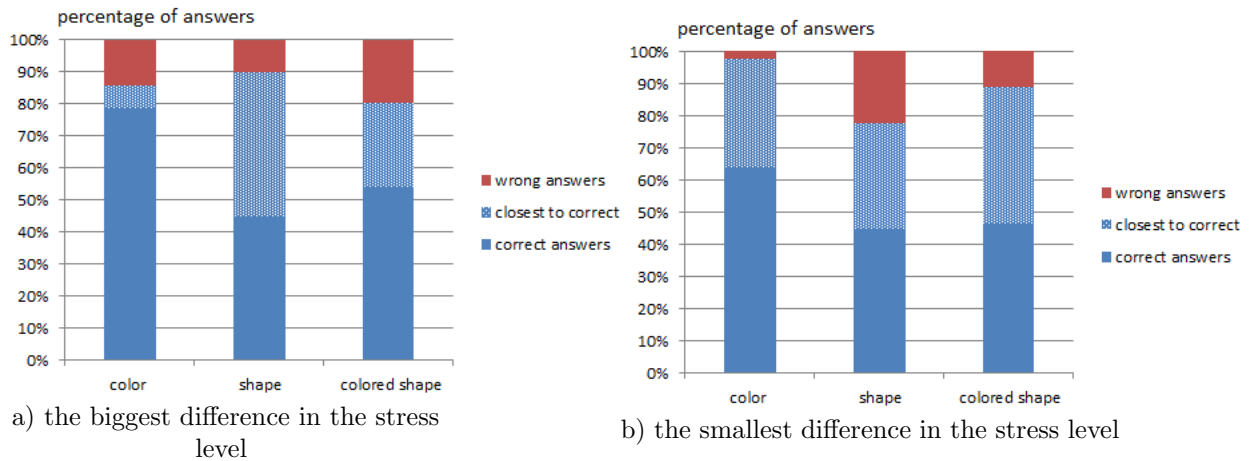 percentage of answers
100%
90%
80%
70%
60%
50%
40%
30%
20%
10%
0%
color shape colored shape
wrong answers
closest to correct
correct answers
a) the biggest difference in the stress
level
percentage of answers
100%
90%
80%
70%
60%
50%
40%
30%
20%
10%
0%
color shape colored shape
wrong answers
closest to correct
correct answers
b) the smallest difference in the stress level